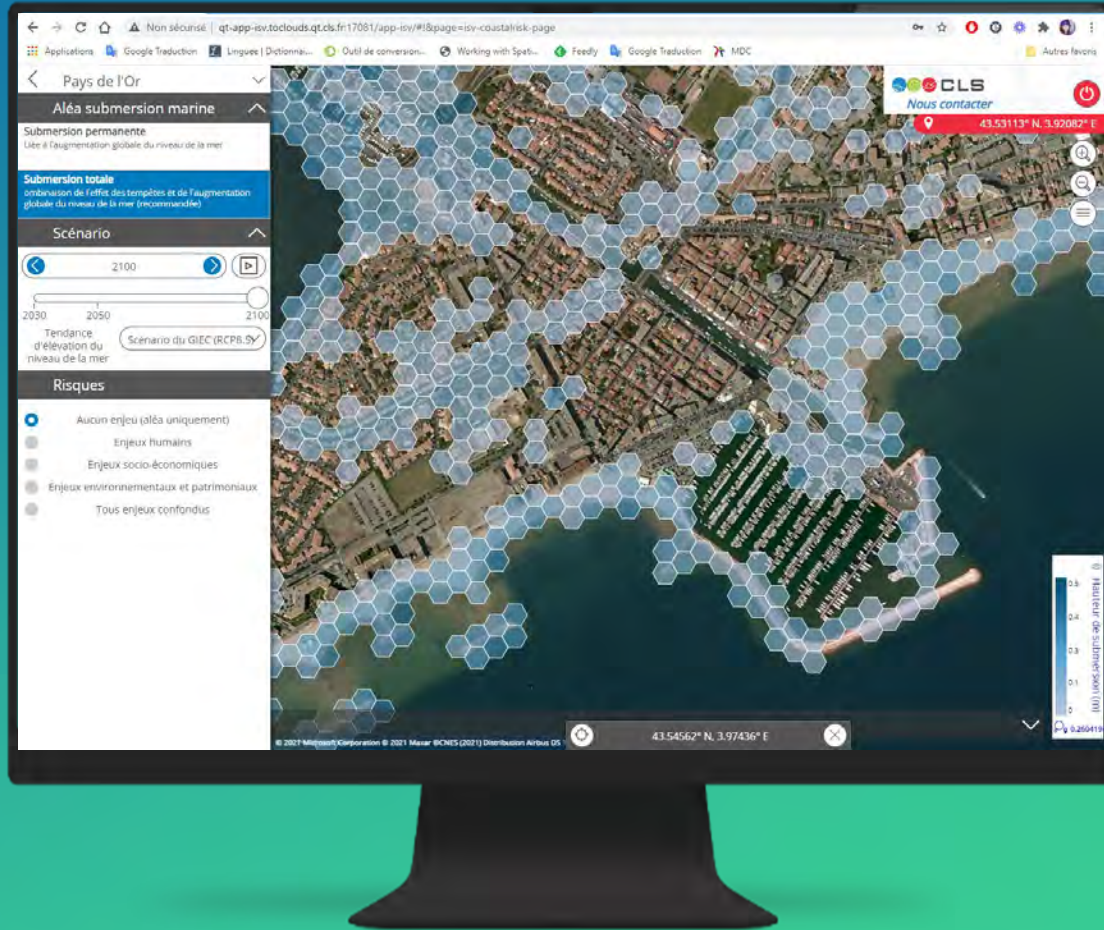 Non sécurisé | qt-app-isv.toclouds.qt.cls.fr:17081/app-isv/#!&page=isv-coastalrisk-page
Applications Google Traduction Linguee | Dictionnai... Outil de conversion... Working with Spati... Feedly Google Traduction MDC Autres favoris
Pays de l'Or
Aléa submersion marine
Submersion permanente
Liée à l'augmentation globale du niveau de la mer
Submersion totale
ombinaison de l'effet des tempêtes et de l'augmentation
globale du niveau de la mer (recommandée)
Scénario
2100
2030 2050 2100
Tendance
d'élévation du
niveau de la mer
Scénario du GIEC (RCP8.5)
Risques
Aucun enjeu (aléa uniquement)
Enjeux humains
Enjeux socio-économiques
Enjeux environnementaux et patrimoniaux
Tous enjeux confondus
CLS
Nous contacter
43.53113° N, 3.92082° E
Hauteur de submersion (m)
0.5
0.4
0.3
0.1
0
0.260419
43.54562° N, 3.97436° E
© 2021 Microsoft Corporation © 2021 Maxar ©CNES (2021) Distribution Airbus DS